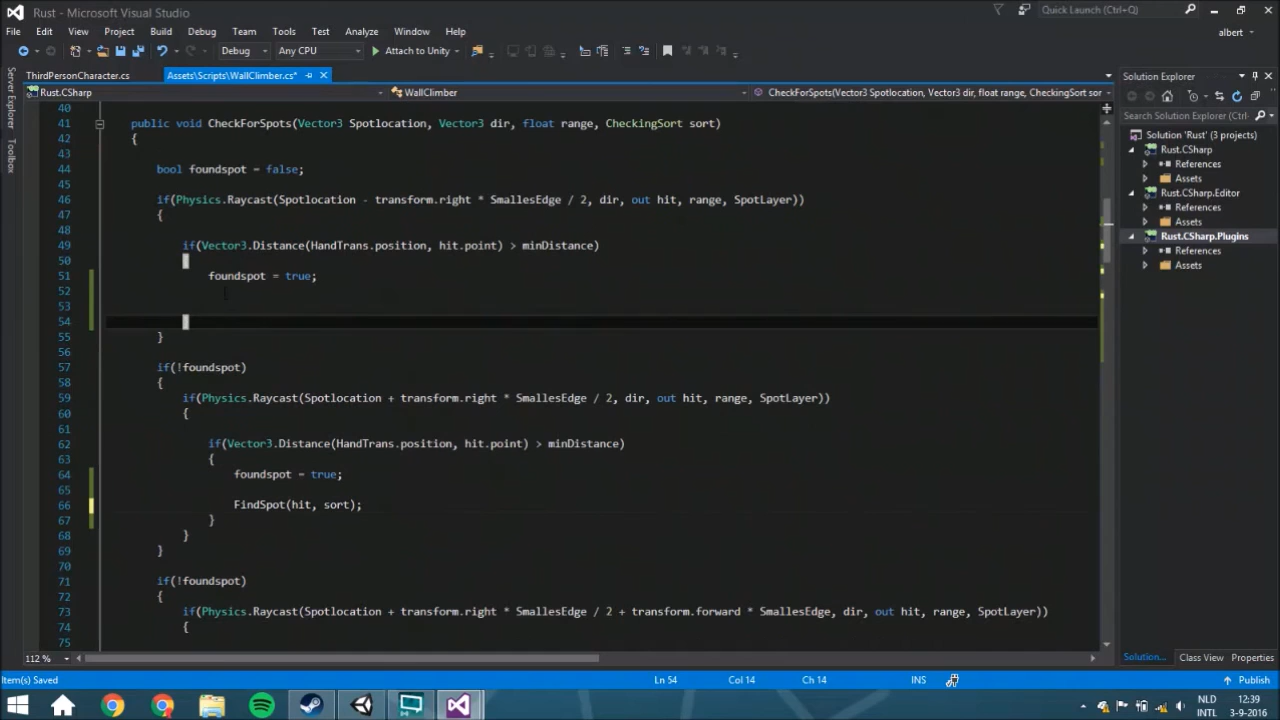 Rust - Microsoft Visual Studio
Quick Launch (Ctrl+Q)
File Edit View Project Build Debug Team Tools Test Analyze Window Help
albert
Debug Any CPU Attach to Unity
Server Explorer
Toolbox
ThirdPersonCharacter.cs Assets\Scripts\WallClimber.cs*
Rust.CSharp WallClimber CheckForSpots(Vector3 Spotlocation, Vector3 dir, float range, CheckingSort sor
40
41 public void CheckForSpots(Vector3 Spotlocation, Vector3 dir, float range, CheckingSort sort)
42 {
43
44 bool foundspot = false;
45
46 if(Physics.Raycast(Spotlocation - transform.right * SmallesEdge / 2, dir, out hit, range, SpotLayer))
47 {
48
49 if(Vector3.Distance(HandTrans.position, hit.point) > minDistance)
50 {
51 foundspot = true;
52
53
54 }
55 }
56
57 if(!foundspot)
58 {
59 if(Physics.Raycast(Spotlocation + transform.right * SmallesEdge / 2, dir, out hit, range, SpotLayer))
60 {
61
62 if(Vector3.Distance(HandTrans.position, hit.point) > minDistance)
63 {
64 foundspot = true;
65
66 FindSpot(hit, sort);
67 }
68 }
69 }
70
71 if(!foundspot)
72 {
73 if(Physics.Raycast(Spotlocation + transform.right * SmallesEdge / 2 + transform.forward * SmallesEdge, dir, out hit, range, SpotLayer))
74 {
75
112 %
Solution Explorer
Search Solution Explorer (Ctrl+
Solution 'Rust' (3 projects)
Rust.CSharp
References
Assets
Rust.CSharp.Editor
References
Assets
Rust.CSharp.Plugins
References
Assets
Solution... Class View Properties
Item(s) Saved Ln 54 Col 14 Ch 14 INS Publish
NLD 12:39
INTL 3-9-2016